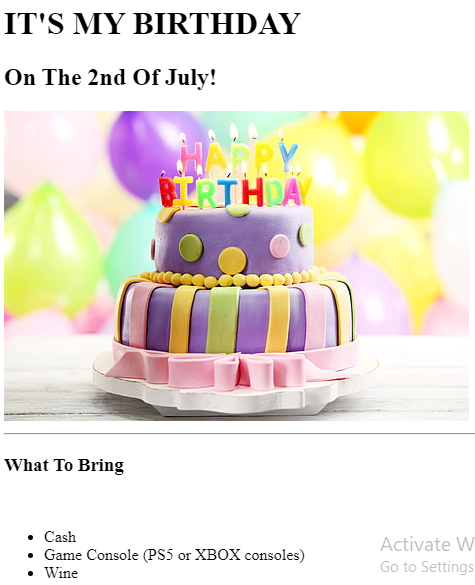 IT'S MY BIRTHDAY
On The 2nd Of July!
HAPPY
BIRTHDAY
What To Bring
Cash
Game Console (PS5 or XBOX consoles)
Wine
Activate W
Go to Settings